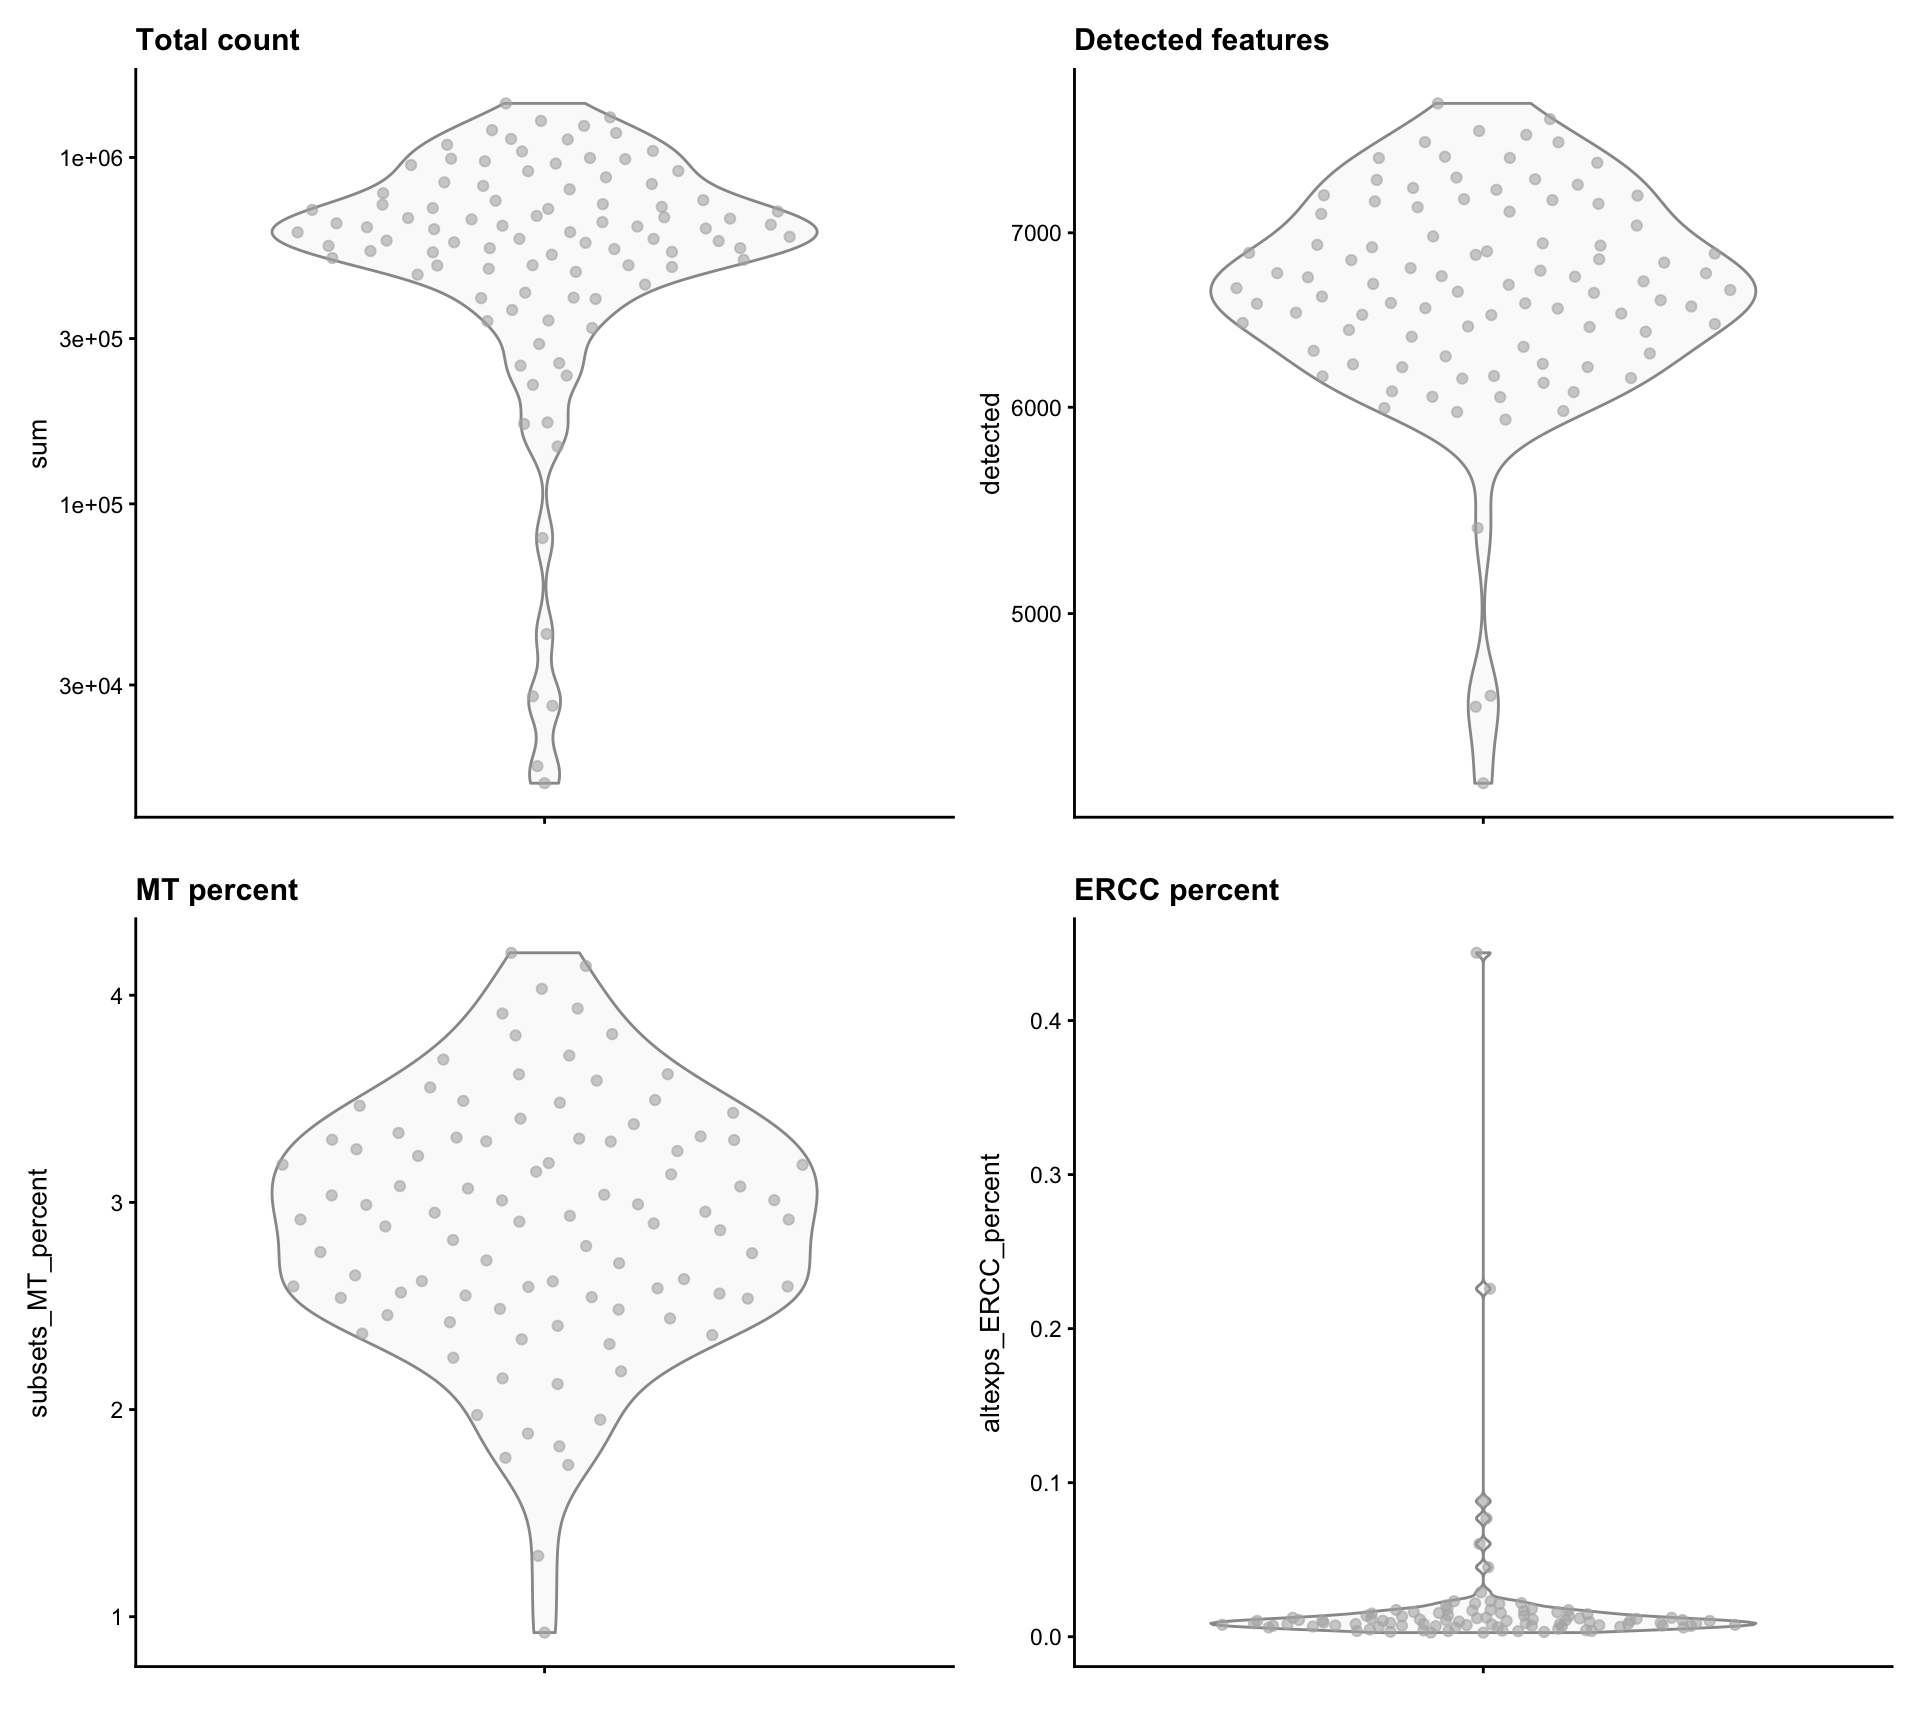 Total count
sum
1e+06
3e+05
1e+05
3e+04
Detected features
detected
7000
6000
5000
MT percent
subsets_MT_percent
4
3
2
1
ERCC percent
altexps_ERCC_percent
0.4
0.3
0.2
0.1
0.0